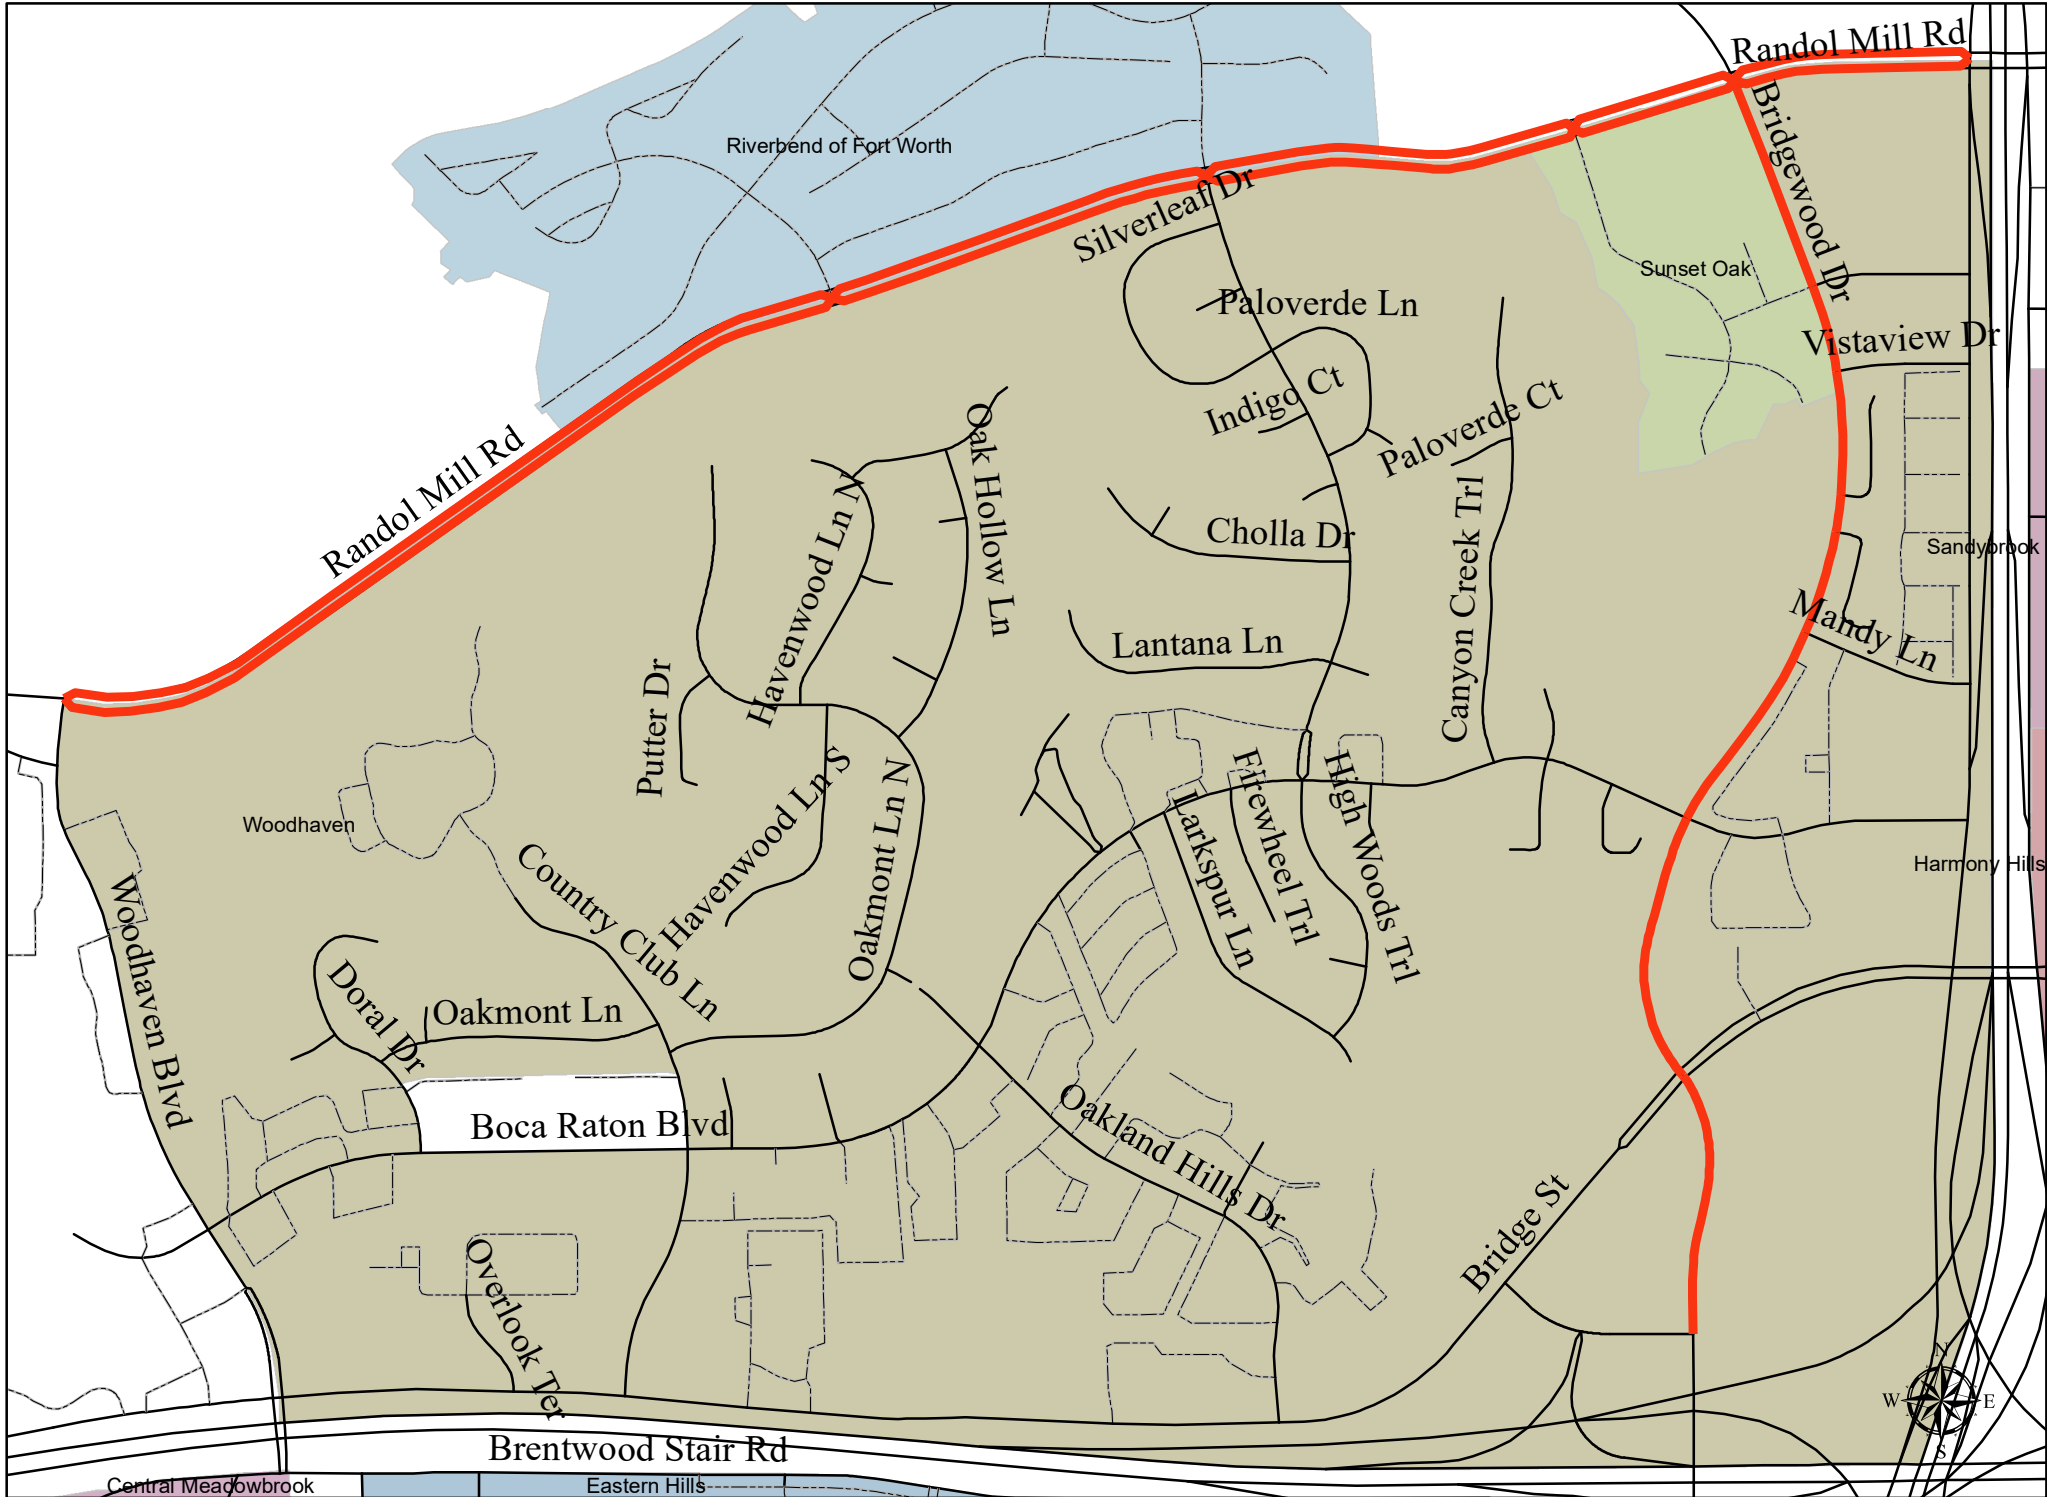 Randol Mill Rd
Bridgewood Dr
Riverbend of Fort Worth
Silverleaf Dr
Sunset Oak
Paloverde Ln
Vistaview Dr
Indigo Ct
Paloverde Ct
Oak Hollow Ln
Randol Mill Rd
Havenwood Ln N
Canyon Creek Trl
Cholla Dr
Sandybrook
Mandy Ln
Lantana Ln
Putter Dr
Havenwood Ln S
Oakmont Ln N
Firewheel Trl
High Woods Trl
Larkspur Ln
Woodhaven
Country Club Ln
Harmony Hills
Woodhaven Blvd
Doral Dr
Oakmont Ln
Boca Raton Blvd
Oakland Hills Dr
Bridge St
Overlook Ter
Brentwood Stair Rd
Central Meadowbrook
Eastern Hills
N
W
E
S